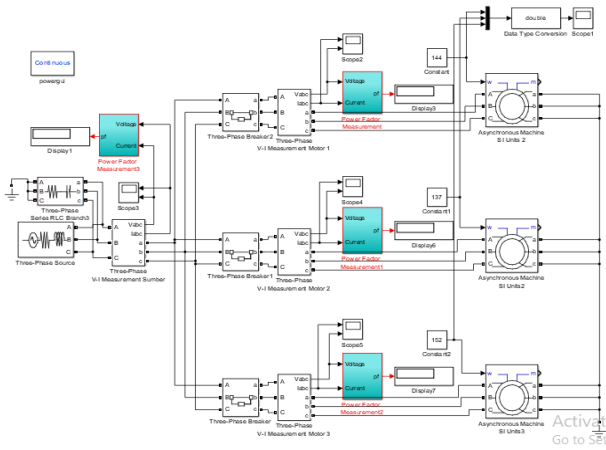 Continuous
powergui
Scope2
144
Constant
double
Data Type Conversion
Scope1
A
B
C
a
b
c
Three-Phase Breaker2
A
B
C
Vabc
Iabc
a
b
c
Three-Phase
V-I Measurement Motor 1
Voltage
Current
pf
Power Factor
Measurement
Display3
w
m
A
B
C
a
b
c
Asynchronous Machine
SI Units 2
Display1
Voltage
Current
pf
Power Factor
Measurement3
Scope3
A
B
C
a
b
c
Three-Phase
Series RLC Branch3
A
B
C
Three-Phase Source
A
B
C
Vabc
Iabc
a
b
c
Three-Phase
V-I Measurement Sumber
Scope4
137
Constant1
A
B
C
a
b
c
Three-Phase Breaker1
A
B
C
Vabc
Iabc
a
b
c
Three-Phase
V-I Measurement Motor 2
Voltage
Current
pf
Power Factor
Measurement1
Display6
w
m
A
B
C
a
b
c
Asynchronous Machine
SI Units2
Scope5
152
Constant2
A
B
C
a
b
c
Three-Phase Breaker
A
B
C
Vabc
Iabc
a
b
c
Three-Phase
V-I Measurement Motor 3
Voltage
Current
pf
Power Factor
Measurement2
Display7
w
m
A
B
C
a
b
c
Asynchronous Machine
SI Units3
Activat
Go to Set